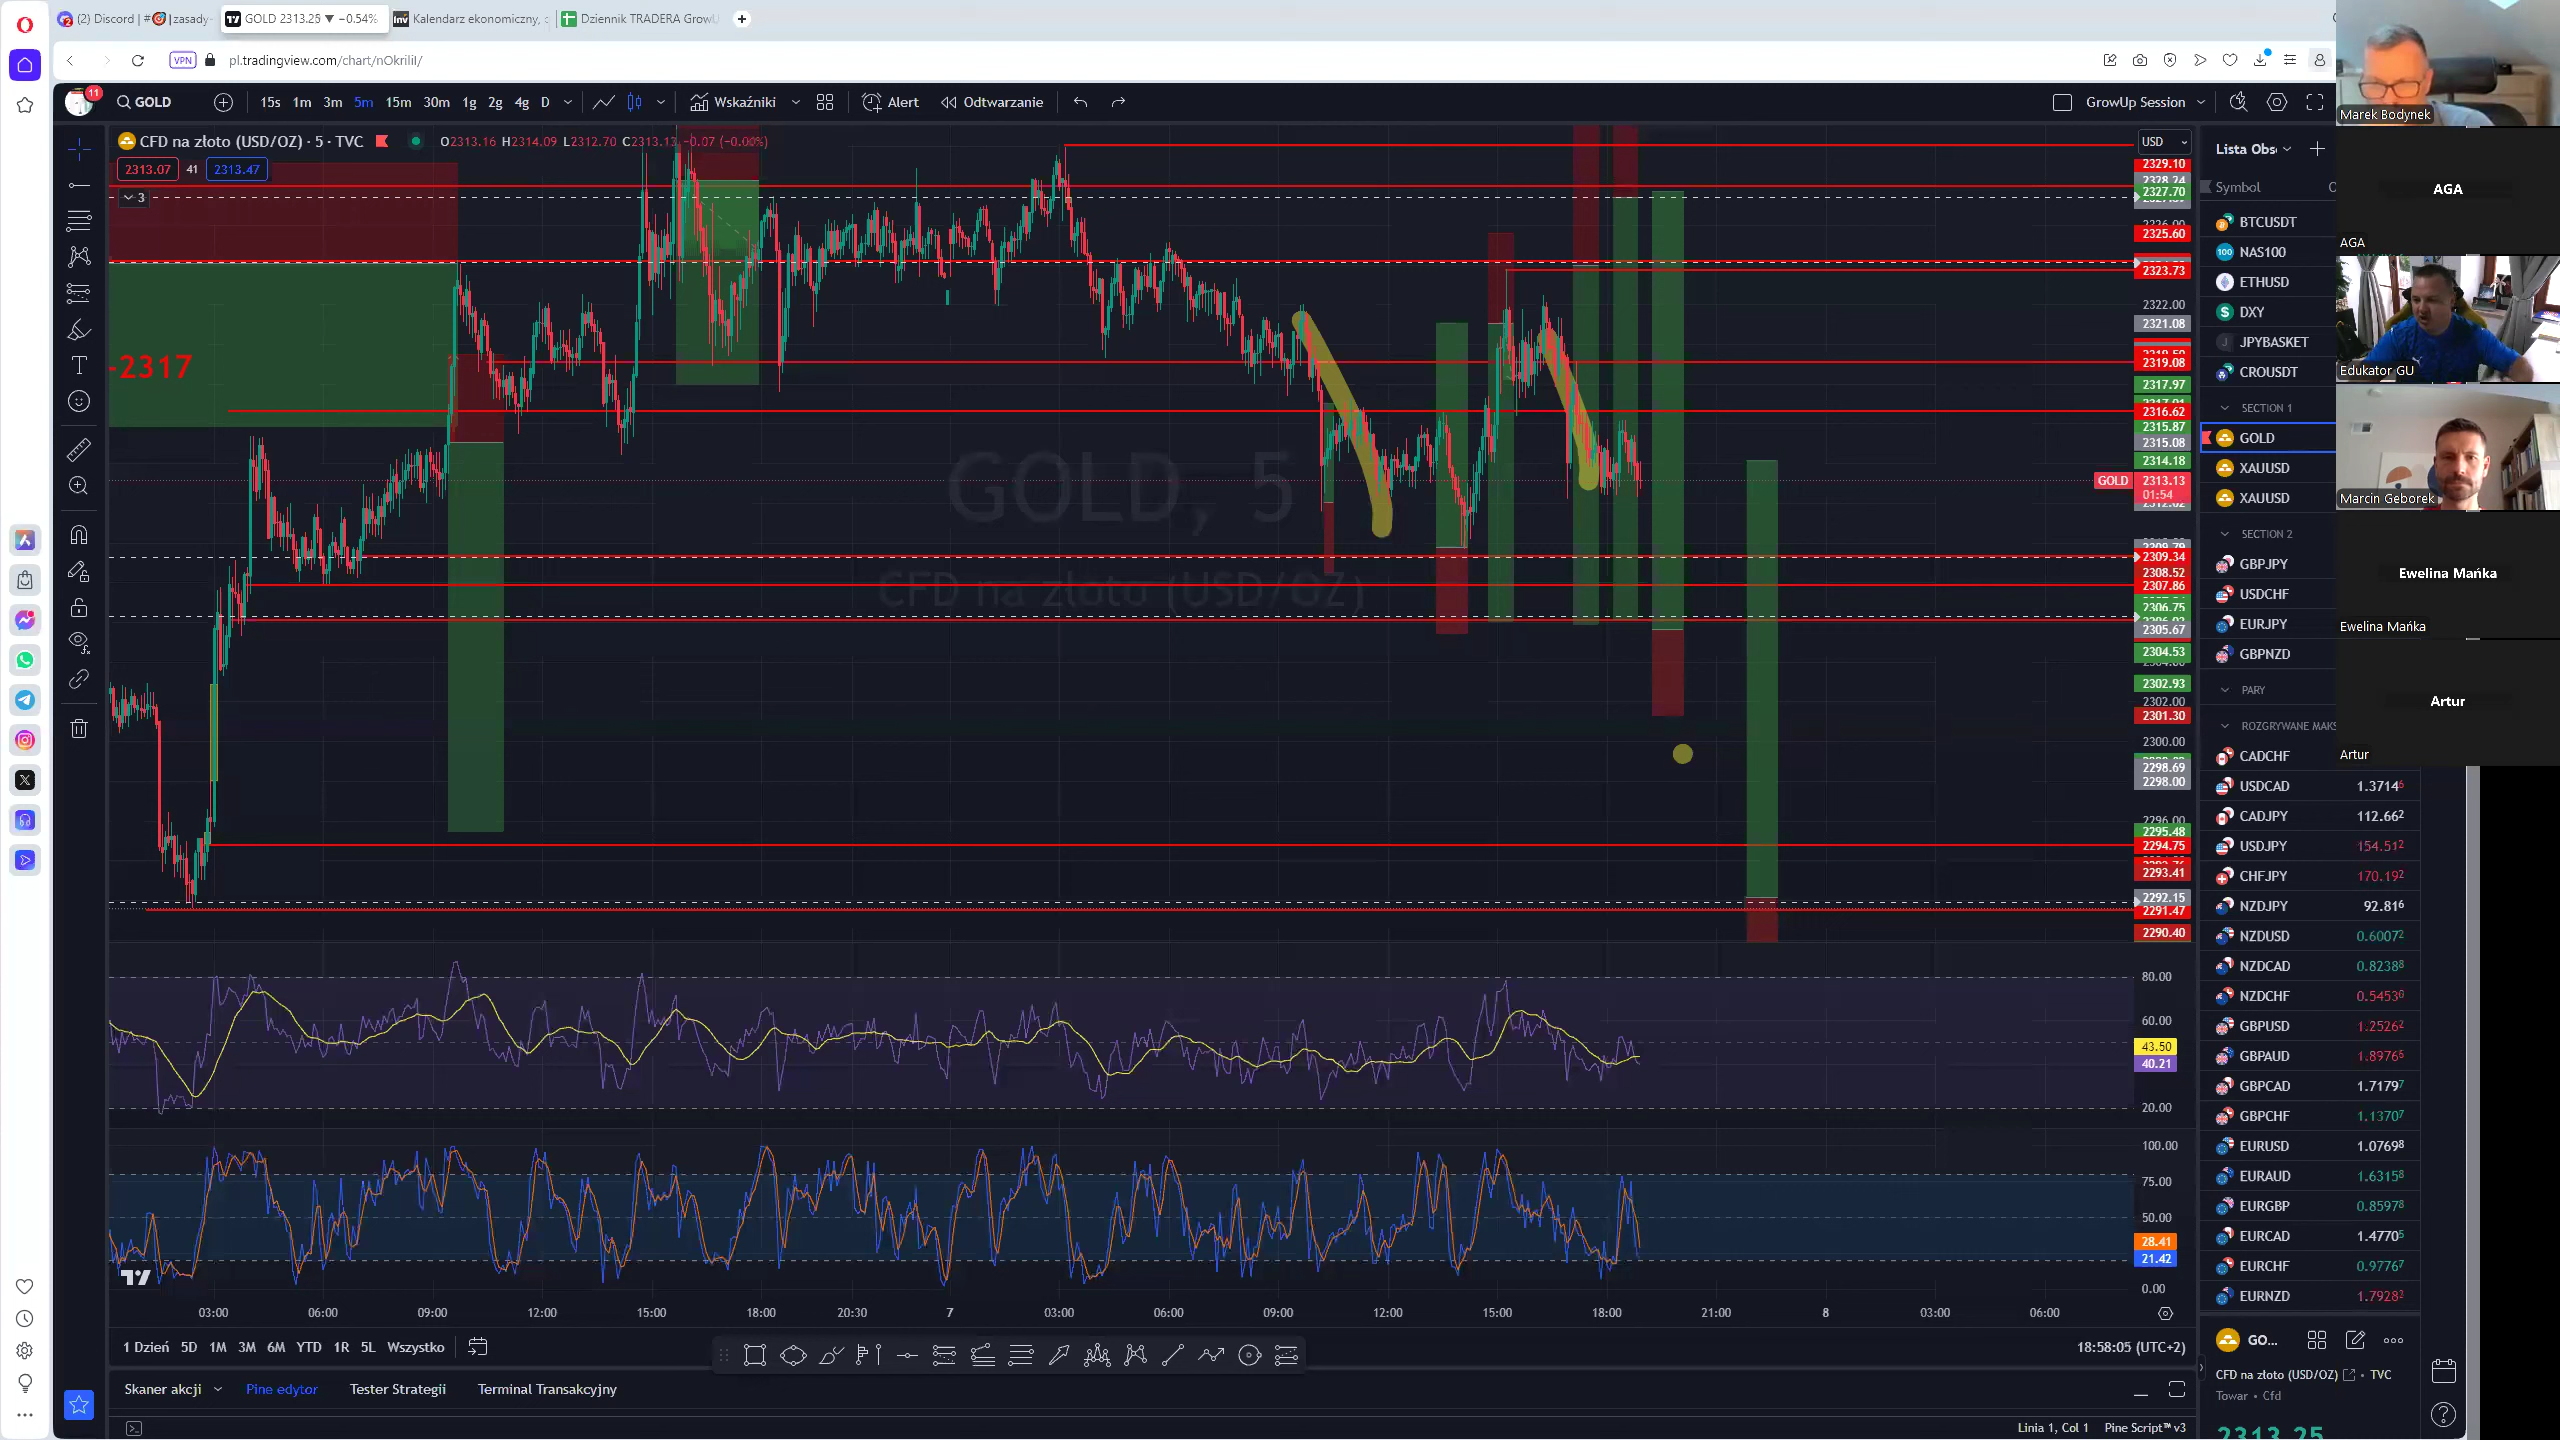 (2) Discord | #🎯|zasady-
GOLD 2313.25 ▼ −0.54%
Kalendarz ekonomiczny,
Dziennik TRADERA GrowU
VPN
pl.tradingview.com/chart/nOkriliI/
11
GOLD
15s 1m 3m 5m 15m 30m 1g 2g 4g D
Wskaźniki
Alert
Odtwarzanie
GrowUp Session
CFD na złoto (USD/OZ) · 5 · TVC
O2313.16 H2314.09 L2312.70 C2313.13 −0.07 (−0.00%)
2313.07 41 2313.47
3
-2317
GOLD, 5
CFD na złoto (USD/OZ)
USD
2329.10
2328.24
2327.70
2326.00
2325.60
2323.73
2322.00
2321.08
2319.08
2317.97
2316.62
2315.87
2315.08
2314.18
GOLD 2313.13
01:54
2309.34
2308.52
2307.86
2306.75
2305.67
2304.53
2302.93
2302.00
2301.30
2300.00
2298.69
2298.00
2296.00
2295.48
2294.75
2293.41
2292.15
2291.47
2290.40
80.00
60.00
43.50
40.21
20.00
100.00
75.00
50.00
28.41
21.42
0.00
03:00 06:00 09:00 12:00 15:00 18:00 20:30 7 03:00 06:00 09:00 12:00 15:00 18:00 21:00 8 03:00 06:00
1 Dzień 5D 1M 3M 6M YTD 1R 5L Wszystko
18:58:05 (UTC+2)
Skaner akcji
Pine edytor
Tester Strategii
Terminal Transakcyjny
Linia 1, Col 1
Pine Script™ v3
Lista Obs
Symbol
BTCUSDT
NAS100
ETHUSD
DXY
JPYBASKET
CROUSDT
SECTION 1
GOLD
XAUUSD
XAUUSD
SECTION 2
GBPJPY
USDCHF
EURJPY
GBPNZD
PARY
ROZGRYWANE MAKS
CADCHF
USDCAD 1.37146
CADJPY 112.662
USDJPY 154.512
CHFJPY 170.192
NZDJPY 92.816
NZDUSD 0.60072
NZDCAD 0.82388
NZDCHF 0.54530
GBPUSD 1.25262
GBPAUD 1.89766
GBPCAD 1.71797
GBPCHF 1.13707
EURUSD 1.07698
EURAUD 1.63158
EURGBP 0.85978
EURCAD 1.47705
EURCHF 0.97767
EURNZD 1.79282
GO...
CFD na złoto (USD/OZ) • TVC
Towar • Cfd
2313.25
Marek Bodynek
AGA
AGA
Edukator GU
Marcin Geborek
Ewelina Mańka
Ewelina Mańka
Artur
Artur